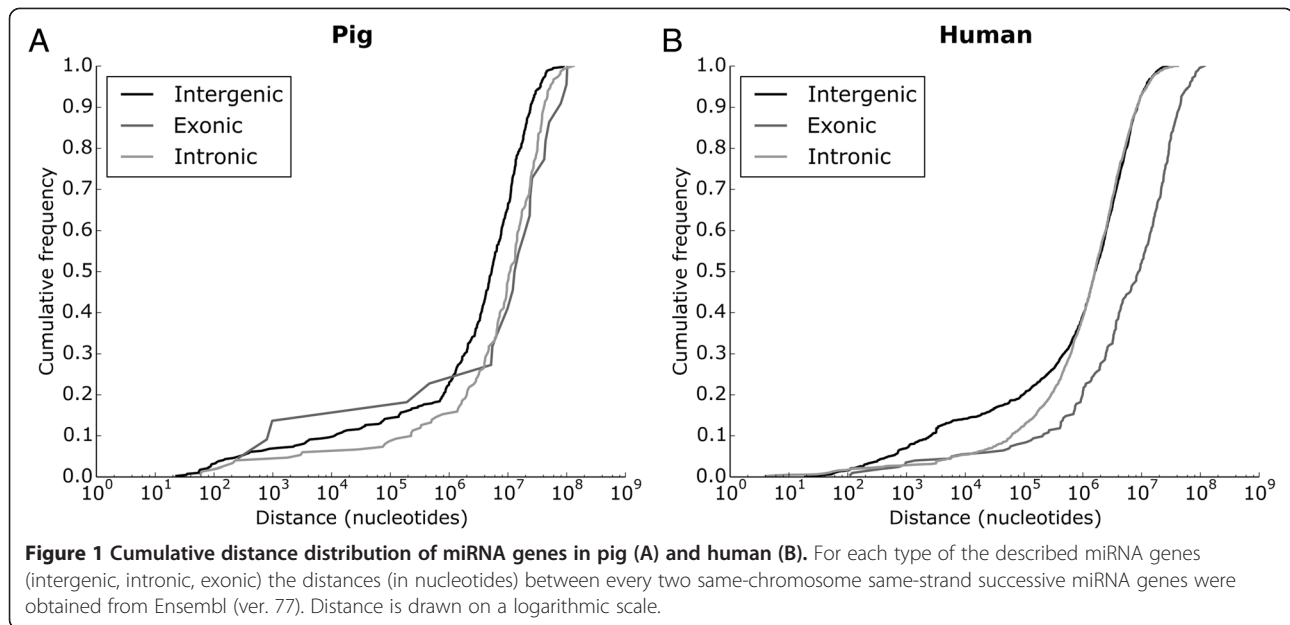 A
Pig
Intergenic
Exonic
Intronic
Cumulative frequency
1.0
0.9
0.8
0.7
0.6
0.5
0.4
0.3
0.2
0.1
0.0
10^0 10^1 10^2 10^3 10^4 10^5 10^6 10^7 10^8 10^9
Distance (nucleotides)
B
Human
Intergenic
Exonic
Intronic
Cumulative frequency
1.0
0.9
0.8
0.7
0.6
0.5
0.4
0.3
0.2
0.1
0.0
10^0 10^1 10^2 10^3 10^4 10^5 10^6 10^7 10^8 10^9
Distance (nucleotides)
Figure 1 Cumulative distance distribution of miRNA genes in pig (A) and human (B). For each type of the described miRNA genes
(intergenic, intronic, exonic) the distances (in nucleotides) between every two same-chromosome same-strand successive miRNA genes were
obtained from Ensembl (ver. 77). Distance is drawn on a logarithmic scale.